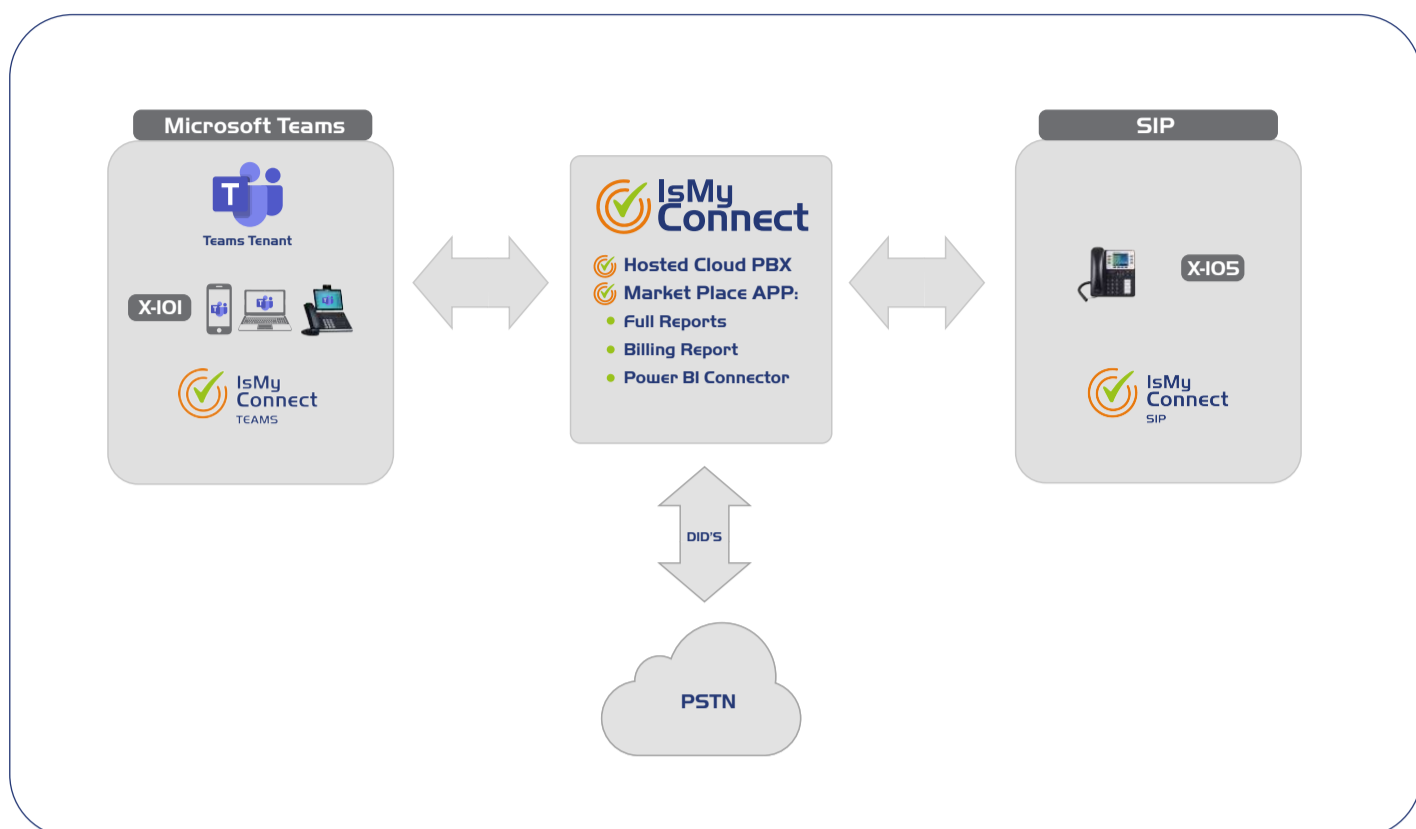 Microsoft Teams
T
Teams Tenant
X-101
IsMy
Connect
TEAMS
IsMy
Connect
Hosted Cloud PBX
Market Place APP:
Full Reports
Billing Report
Power BI Connector
SIP
X-105
IsMy
Connect
SIP
DID'S
PSTN